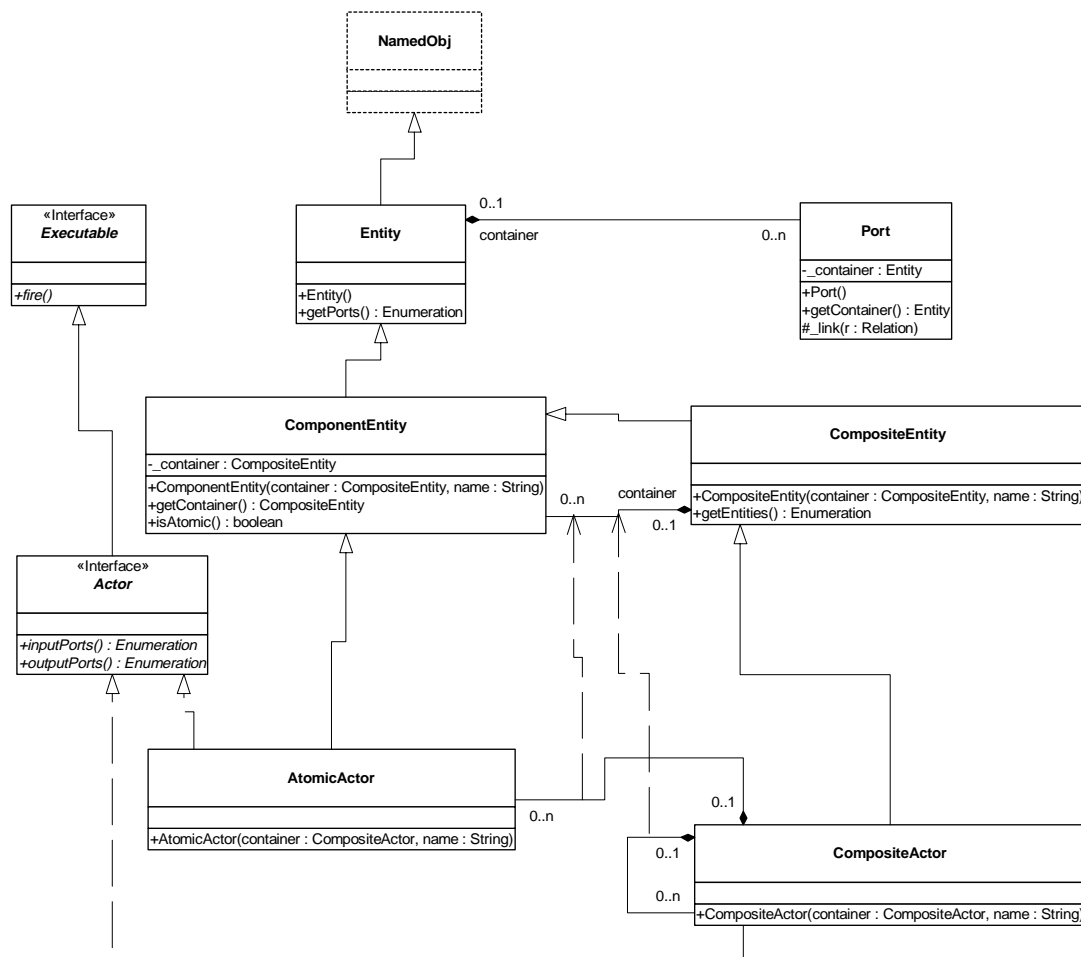 NamedObj
«Interface»
Executable
+fire()
Entity
+Entity()
+getPorts() : Enumeration
0..1
container
0..n
Port
-_container : Entity
+Port()
+getContainer() : Entity
#_link(r : Relation)
ComponentEntity
-_container : CompositeEntity
+ComponentEntity(container : CompositeEntity, name : String)
+getContainer() : CompositeEntity
+isAtomic() : boolean
0..n
container
0..1
CompositeEntity
+CompositeEntity(container : CompositeEntity, name : String)
+getEntities() : Enumeration
«Interface»
Actor
+inputPorts() : Enumeration
+outputPorts() : Enumeration
AtomicActor
+AtomicActor(container : CompositeActor, name : String)
0..n
0..1
0..1
0..n
CompositeActor
+CompositeActor(container : CompositeActor, name : String)